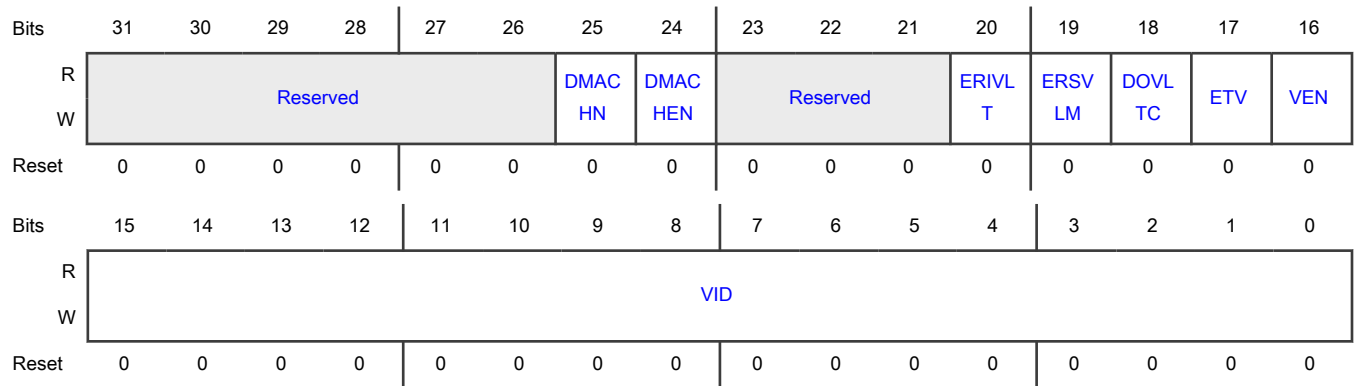 Bits 31 30 29 28 27 26 25 24 23 22 21 20 19 18 17 16
R Reserved DMAC DMAC Reserved ERIVL ERSV DOVL ETV VEN
W HN HEN T LM TC
Reset 0 0 0 0 0 0 0 0 0 0 0 0 0 0 0 0
Bits 15 14 13 12 11 10 9 8 7 6 5 4 3 2 1 0
R VID
W
Reset 0 0 0 0 0 0 0 0 0 0 0 0 0 0 0 0